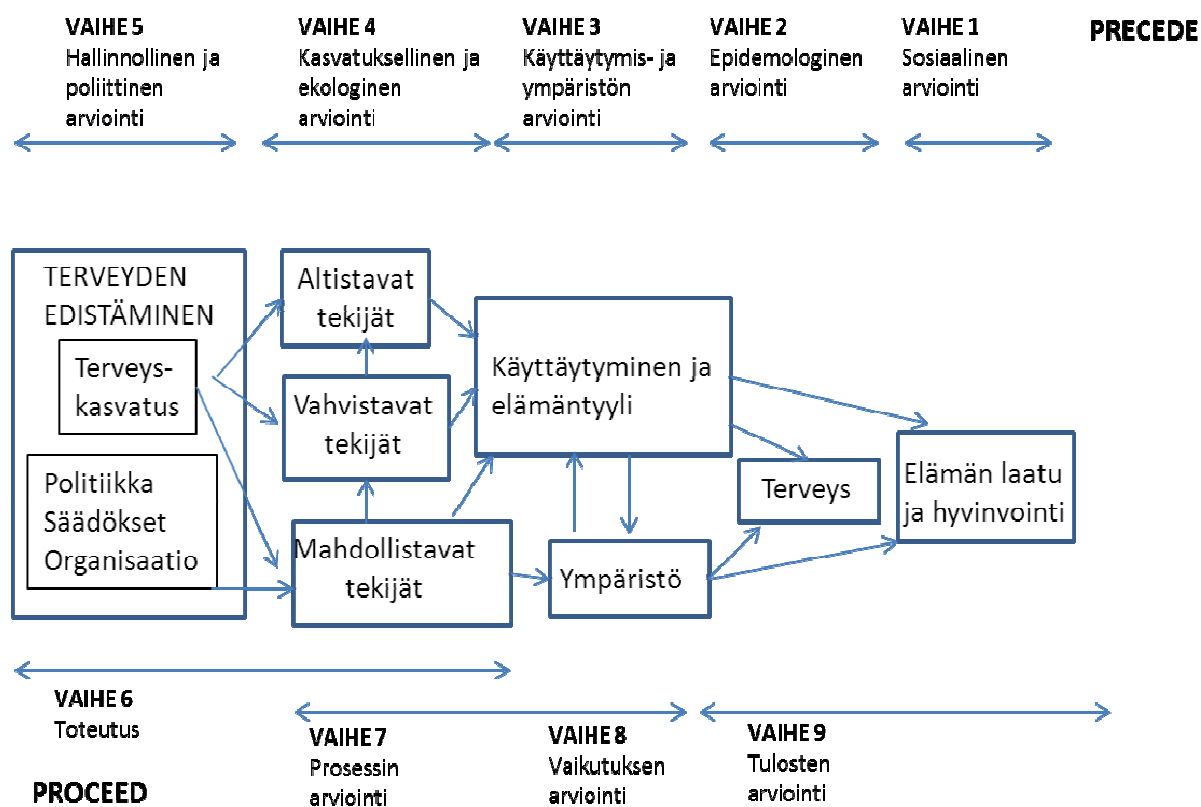 VAIHE 5
Hallinnollinen ja
poliittinen
arviointi
VAIHE 4
Kasvatuksellinen ja
ekologinen
arviointi
VAIHE 3
Käyttäytymis- ja
ympäristön
arviointi
VAIHE 2
Epidemologinen
arviointi
VAIHE 1
Sosiaalinen
arviointi
PRECEDE
TERVEYDEN
EDISTÄMINEN
Terveys-
kasvatus
Politiikka
Säädökset
Organisaatio
Altistavat
tekijät
Vahvistavat
tekijät
Mahdollistavat
tekijät
Käyttäytyminen ja
elämäntyyli
Ympäristö
Terveys
Elämän laatu
ja hyvinvointi
VAIHE 6
Toteutus
VAIHE 7
Prosessin
arviointi
VAIHE 8
Vaikutuksen
arviointi
VAIHE 9
Tulosten
arviointi
PROCEED